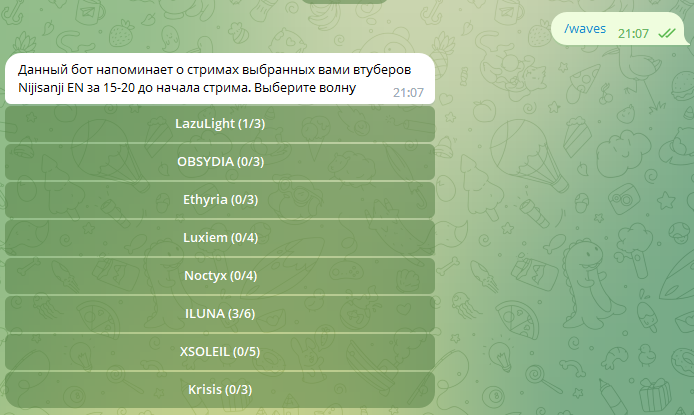 /waves
21:07
Данный бот напоминает о стримах выбранных вами втуберов
Nijisanji EN за 15-20 до начала стрима. Выберите волну
21:07
LazuLight (1/3)
OBSYDIA (0/3)
Ethyria (0/3)
Luxiem (0/4)
Noctyx (0/4)
ILUNA (3/6)
XSOLEIL (0/5)
Krisis (0/3)